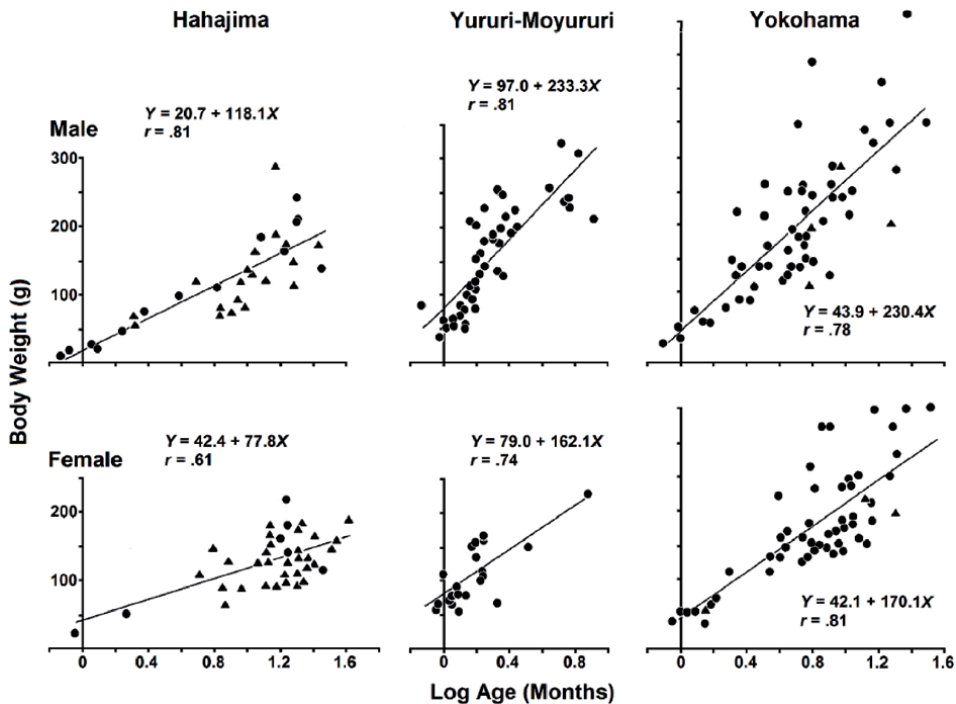 Hahajima Yururi-Moyururi Yokohama
Y = 20.7 + 118.1X
r = .81
Y = 97.0 + 233.3X
r = .81
Male
300
200
100
Y = 43.9 + 230.4X
r = .78
Body Weight (g)
Female
Y = 42.4 + 77.8X
r = .61
Y = 79.0 + 162.1X
r = .74
200
100
Y = 42.1 + 170.1X
r = .81
0 0.4 0.8 1.2 1.6 0 0.4 0.8 0 0.4 0.8 1.2 1.6
Log Age (Months)